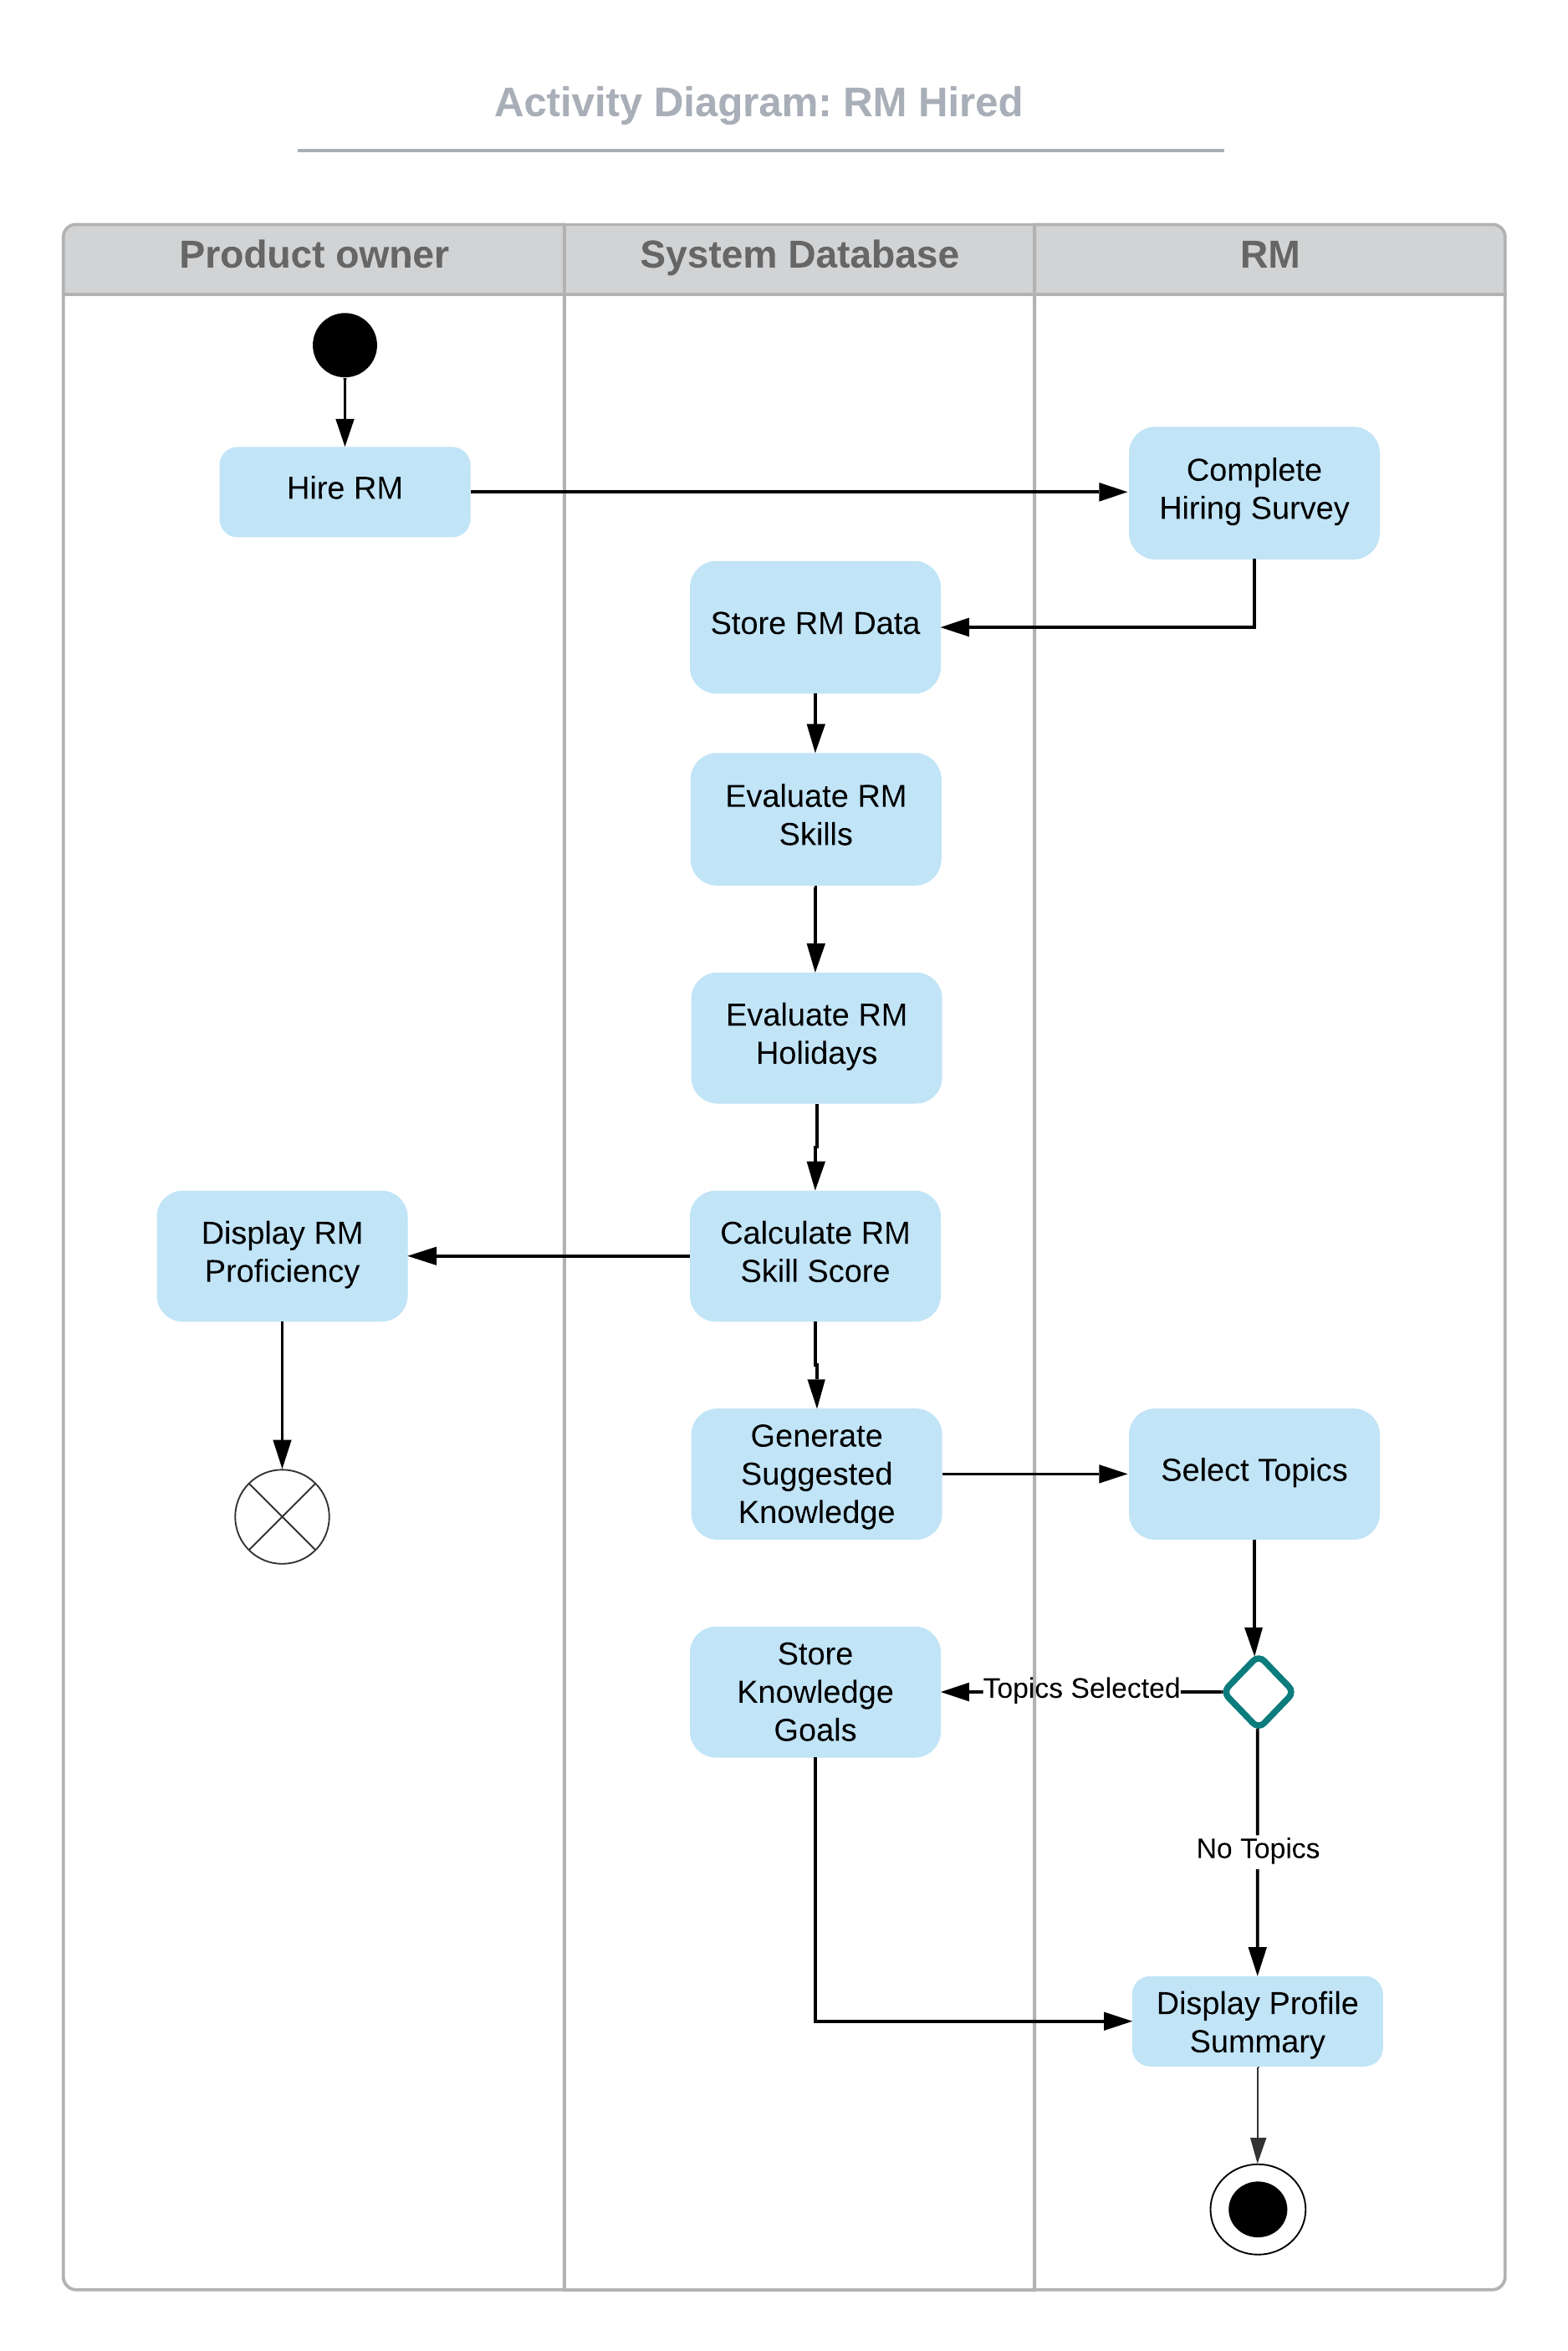 Activity Diagram: RM Hired
Product owner
System Database
RM
Hire RM
Complete
Hiring Survey
Store RM Data
Evaluate RM
Skills
Evaluate RM
Holidays
Display RM
Proficiency
Calculate RM
Skill Score
Generate
Suggested
Knowledge
Select Topics
Store
Knowledge
Goals
Topics Selected
No Topics
Display Profile
Summary